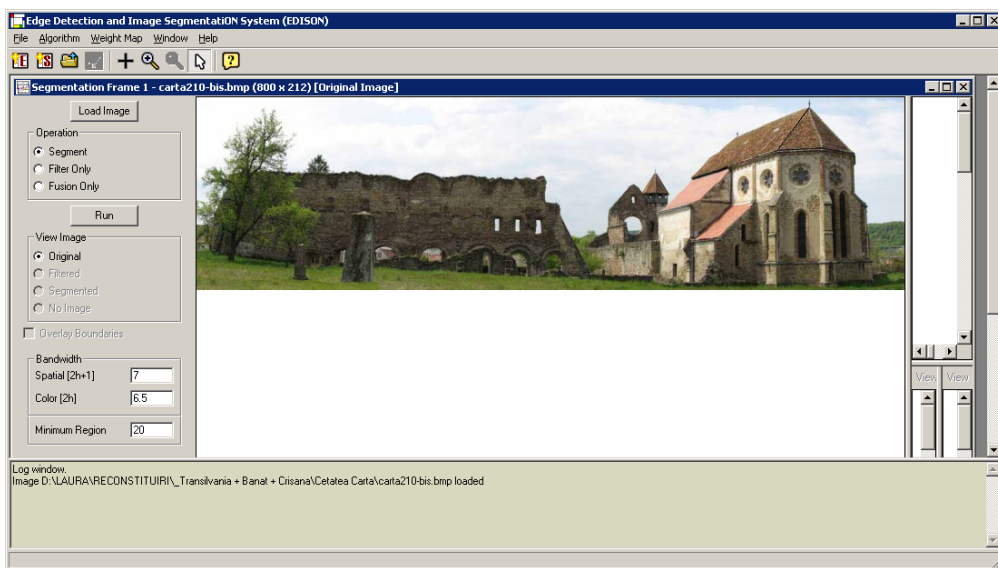 Edge Detection and Image SegmentatiON System (EDISON)
File Algorithm Weight Map Window Help
Segmentation Frame 1 - carta210-bis.bmp (800 x 212) [Original Image]
Load Image
Operation
Segment
Filter Only
Fusion Only
Run
View Image
Original
Filtered
Segmented
No Image
Overlay Boundaries
Bandwidth
Spatial [2h+1] 7
Color [2h] 6.5
Minimum Region 20
View View
Log window.
Image D:\LAURA\RECONSTITUIRI\_Transilvania + Banat + Crisana\Cetatea Carta\carta210-bis.bmp loaded